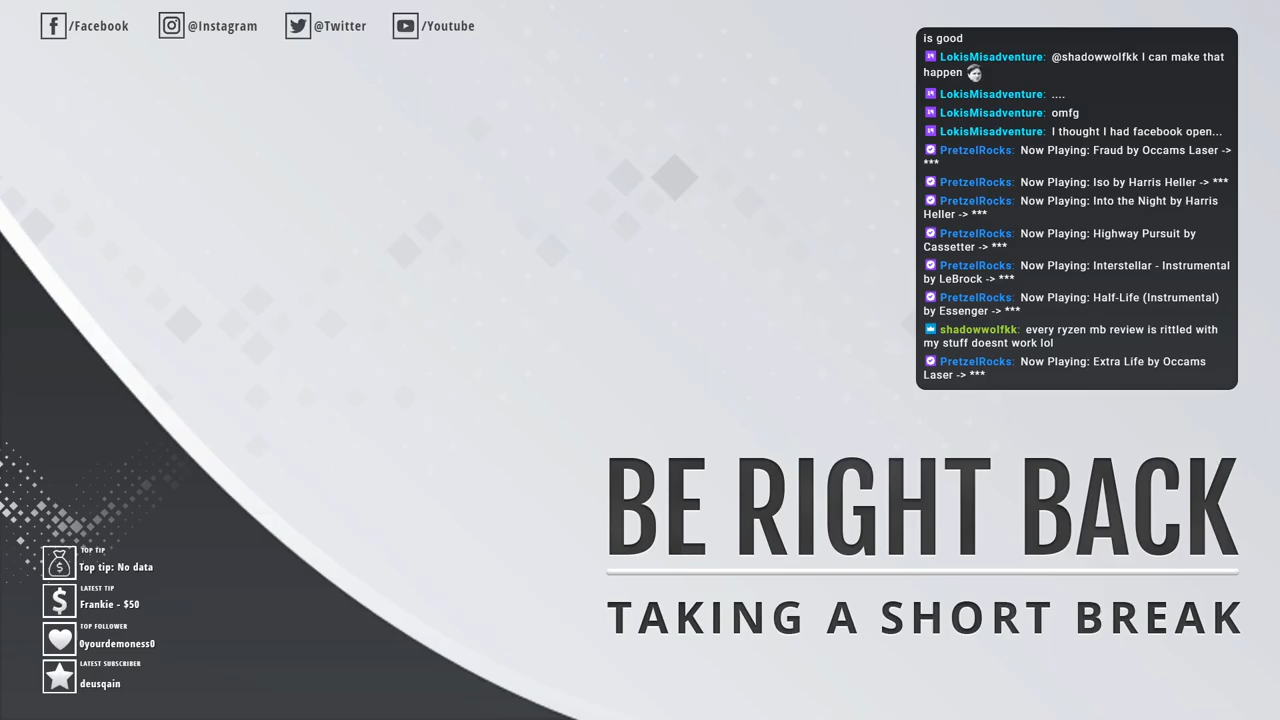 /Facebook @Instagram @Twitter /Youtube
is good
LokisMisadventure: @shadowwolfkk I can make that
happen
LokisMisadventure: ....
LokisMisadventure: omfg
LokisMisadventure: I thought I had facebook open...
PretzelRocks: Now Playing: Fraud by Occams Laser ->
***
PretzelRocks: Now Playing: Iso by Harris Heller -> ***
PretzelRocks: Now Playing: Into the Night by Harris
Heller -> ***
PretzelRocks: Now Playing: Highway Pursuit by
Cassetter -> ***
PretzelRocks: Now Playing: Interstellar - Instrumental
by LeBrock -> ***
PretzelRocks: Now Playing: Half-Life (Instrumental)
by Essenger -> ***
shadowwolfkk: every ryzen mb review is rittled with
my stuff doesnt work lol
PretzelRocks: Now Playing: Extra Life by Occams
Laser -> ***
BE RIGHT BACK
TAKING A SHORT BREAK
TOP TIP
Top tip: No data
LATEST TIP
Frankie - $50
TOP FOLLOWER
0yourdemoness0
LATEST SUBSCRIBER
deusqain